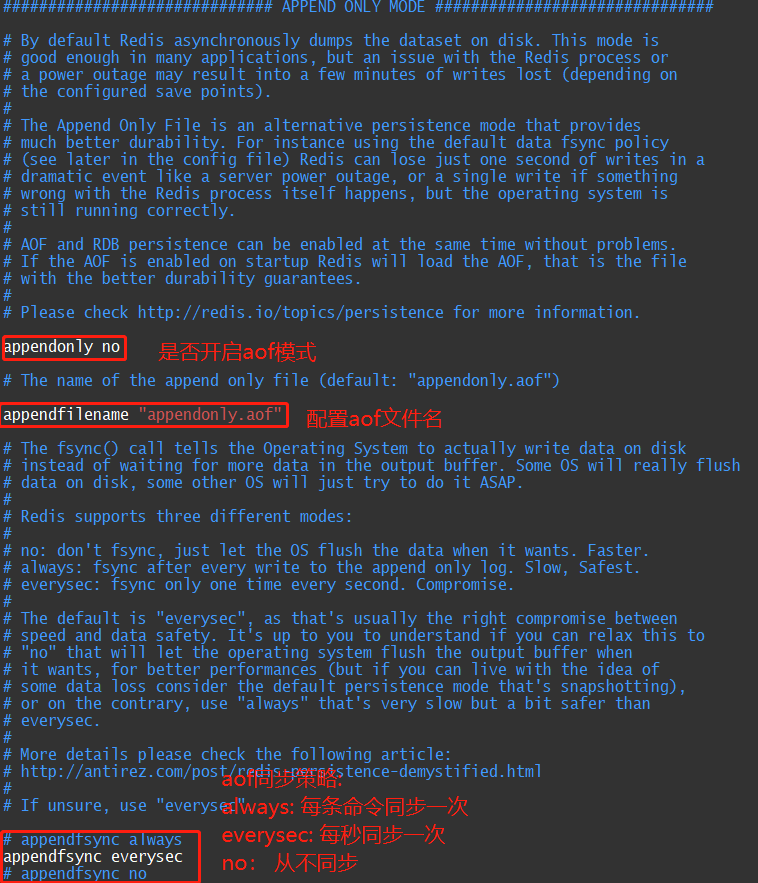 ############################## APPEND ONLY MODE ###############################
# By default Redis asynchronously dumps the dataset on disk. This mode is
# good enough in many applications, but an issue with the Redis process or
# a power outage may result into a few minutes of writes lost (depending on
# the configured save points).
#
# The Append Only File is an alternative persistence mode that provides
# much better durability. For instance using the default data fsync policy
# (see later in the config file) Redis can lose just one second of writes in a
# dramatic event like a server power outage, or a single write if something
# wrong with the Redis process itself happens, but the operating system is
# still running correctly.
#
# AOF and RDB persistence can be enabled at the same time without problems.
# If the AOF is enabled on startup Redis will load the AOF, that is the file
# with the better durability guarantees.
#
# Please check http://redis.io/topics/persistence for more information.
appendonly no 是否开启aof模式
# The name of the append only file (default: "appendonly.aof")
appendfilename "appendonly.aof" 配置aof文件名
# The fsync() call tells the Operating System to actually write data on disk
# instead of waiting for more data in the output buffer. Some OS will really flush
# data on disk, some other OS will just try to do it ASAP.
#
# Redis supports three different modes:
#
# no: don't fsync, just let the OS flush the data when it wants. Faster.
# always: fsync after every write to the append only log. Slow, Safest.
# everysec: fsync only one time every second. Compromise.
#
# The default is "everysec", as that's usually the right compromise between
# speed and data safety. It's up to you to understand if you can relax this to
# "no" that will let the operating system flush the output buffer when
# it wants, for better performances (but if you can live with the idea of
# some data loss consider the default persistence mode that's snapshotting),
# or on the contrary, use "always" that's very slow but a bit safer than
# everysec.
#
# More details please check the following article:
# http://antirez.com/post/redis-persistence-demystified.html
aof同步策略:
#
# If unsure, use "everysec".
always: 每条命令同步一次
everysec: 每秒同步一次
# appendfsync always
appendfsync everysec
no: 从不同步
# appendfsync no